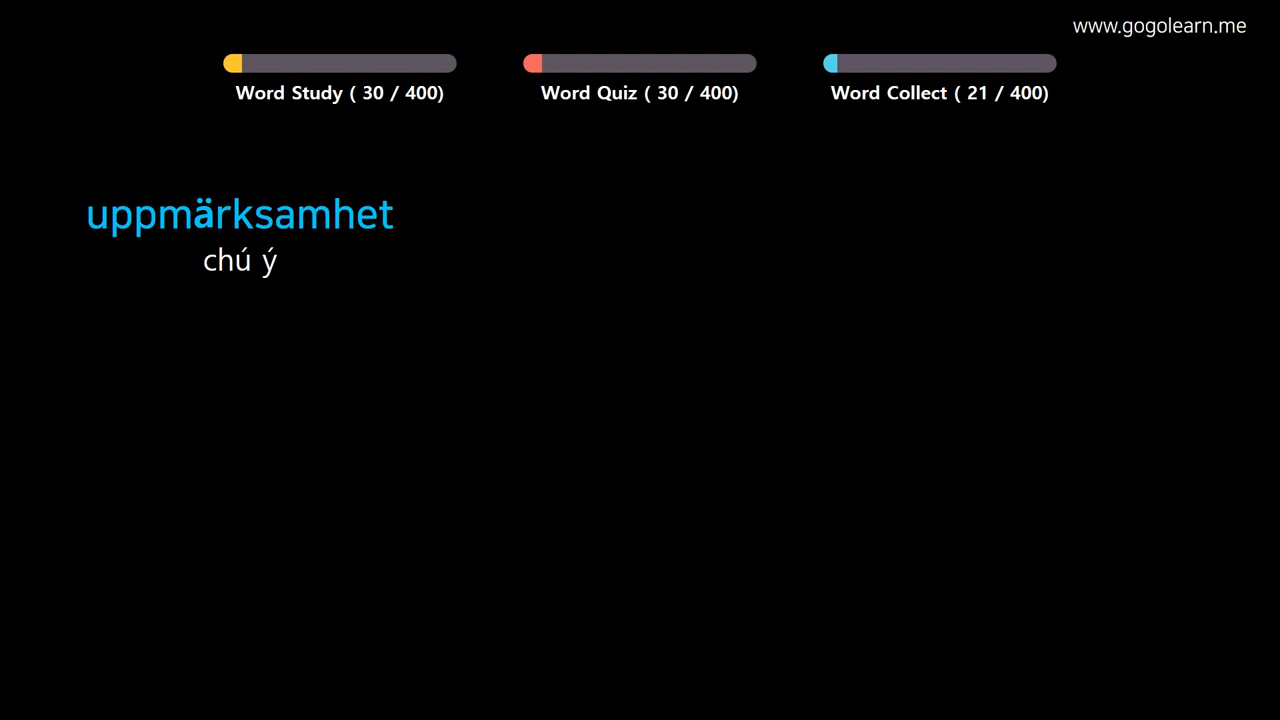 www.gogolearn.me
Word Study ( 30 / 400)
Word Quiz ( 30 / 400)
Word Collect ( 21 / 400)
uppmärksamhet
chú ý